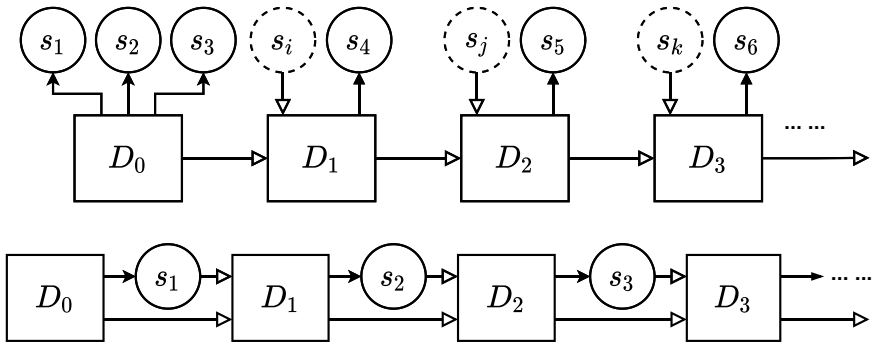 s₁ s₂ s₃ sᵢ s₄ sⱼ s₅ sₖ s₆
D₀ D₁ D₂ D₃ ... ...
D₀ s₁ D₁ s₂ D₂ s₃ D₃ ... ...